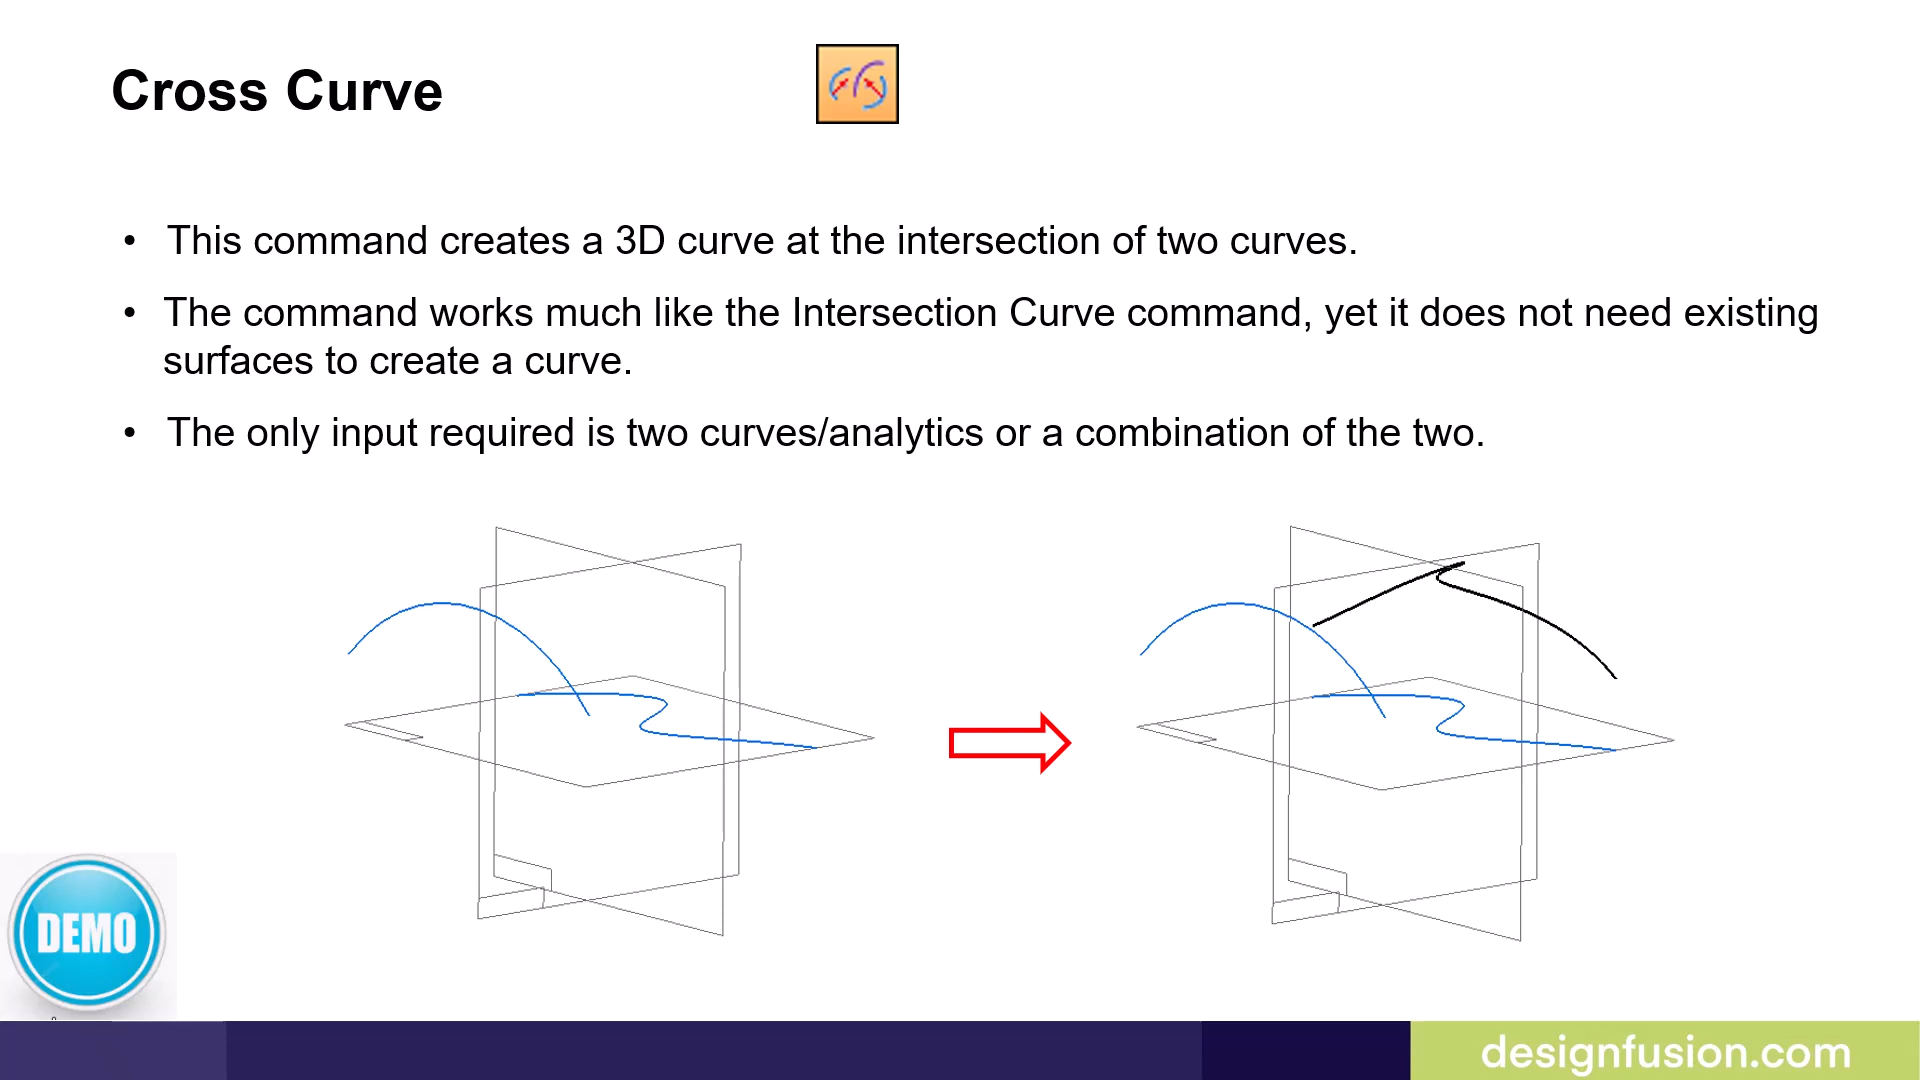 Cross Curve
• This command creates a 3D curve at the intersection of two curves.
• The command works much like the Intersection Curve command, yet it does not need existing
surfaces to create a curve.
• The only input required is two curves/analytics or a combination of the two.
DEMO
designfusion.com